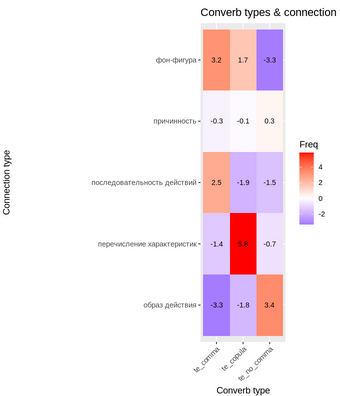 Converb types & connection
фон-фигура
3.2 1.7 -3.3
причинность
-0.3 -0.1 0.3
последовательность действий
2.5 -1.9 -1.5
перечисление характеристик
-1.4 5.8 -0.7
образ действия
-3.3 -1.8 3.4
te_comma te_copula te_no_comma
Converb type
Connection type
Freq
4
2
0
-2